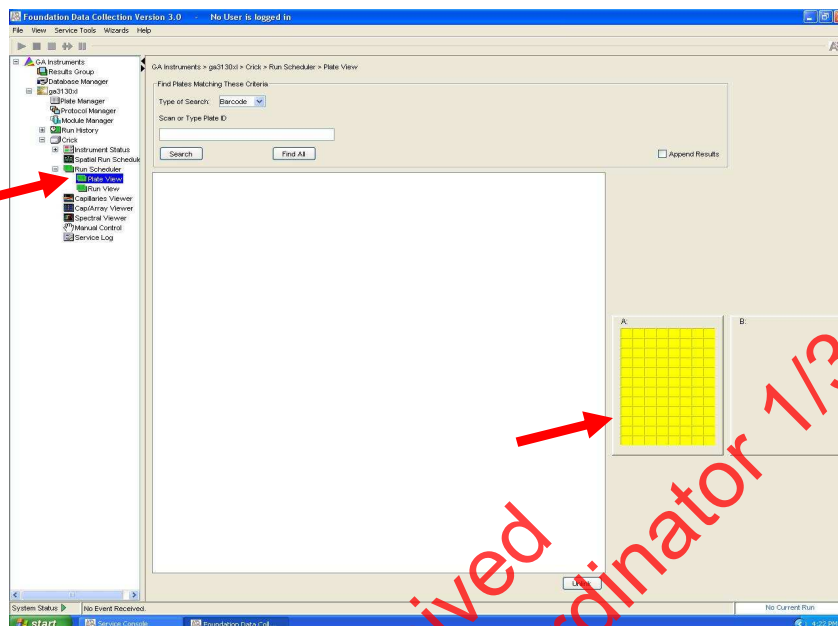 Foundation Data Collection Version 3.0 - No User is logged in
File View Service Tools Wizards Help
GA Instruments
Results Group
Database Manager
ga3130xl
Plate Manager
Protocol Manager
Module Manager
Run History
Crick
Instrument Status
Spatial Run Schedule
Run Scheduler
Plate View
Run View
Capillaries Viewer
Cap/Array Viewer
Spectral Viewer
Manual Control
Service Log
GA Instruments > ga3130xl > Crick > Run Scheduler > Plate View
Find Plates Matching These Criteria
Type of Search: Barcode
Scan or Type Plate ID
Search Find All Append Results
A: B:
Unlink
System Status No Event Received. No Current Run
start Service Console Foundation Data Coll... 4:22 PM
ived
dinator 1/3